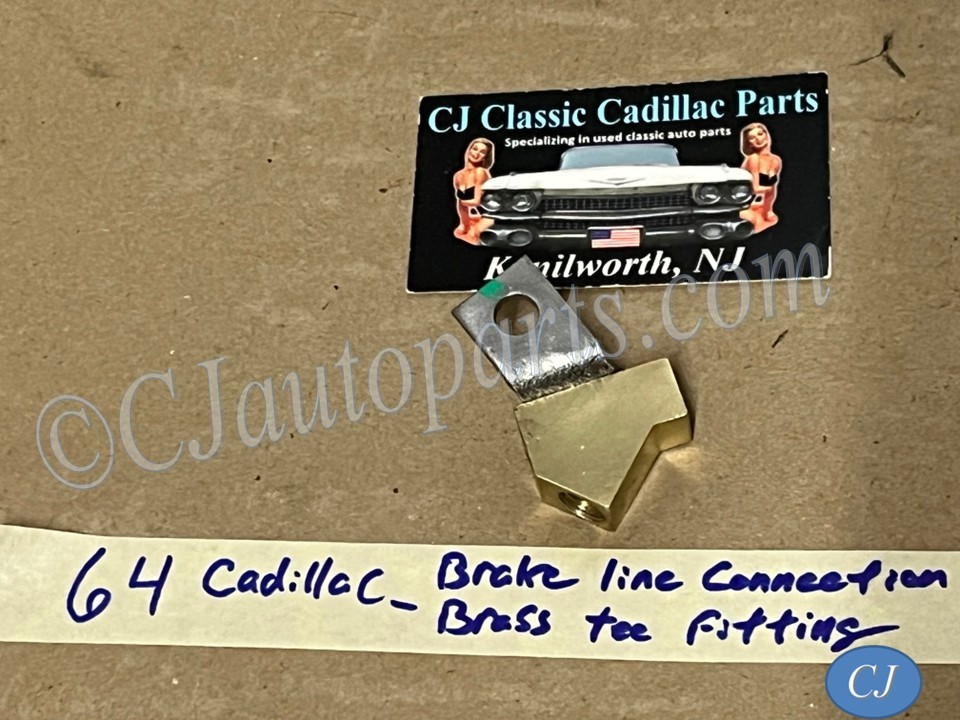 CJ Classic Cadillac Parts
Specializing in used classic auto parts
Kenilworth, NJ
©CJautoparts.com
64 Cadillac - Brake line Connection
Brass tee Fitting
CJ